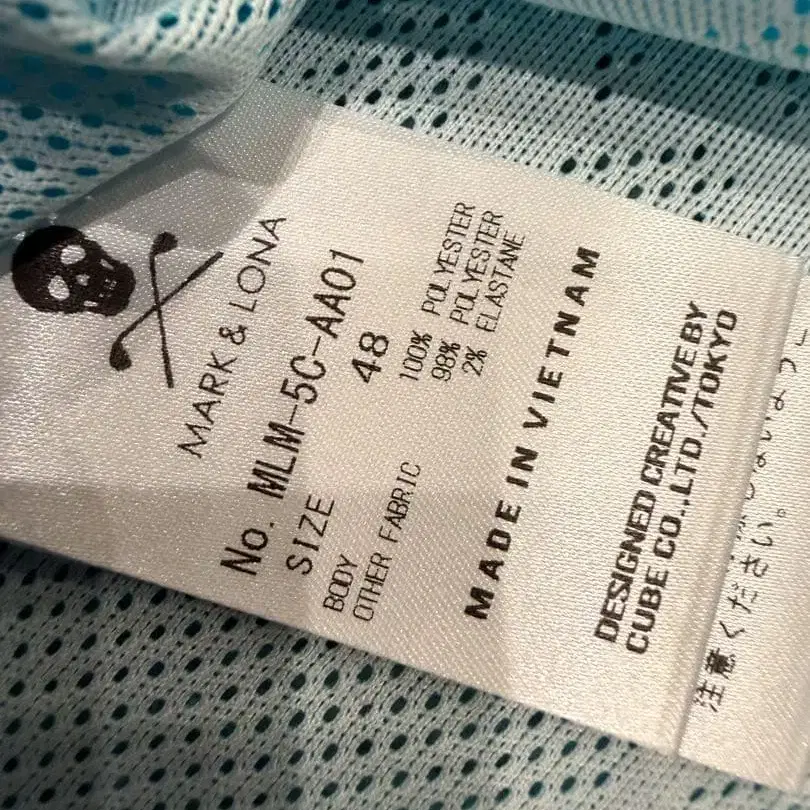 MARK & LONA
No. MLM-5C-AA01
SIZE 48
BODY 100% POLYESTER
OTHER FABRIC 98% POLYESTER
2% ELASTANE
MADE IN VIETNAM
DESIGNED CREATIVE BY
CUBE CO.,LTD./TOKYO
注意ください。